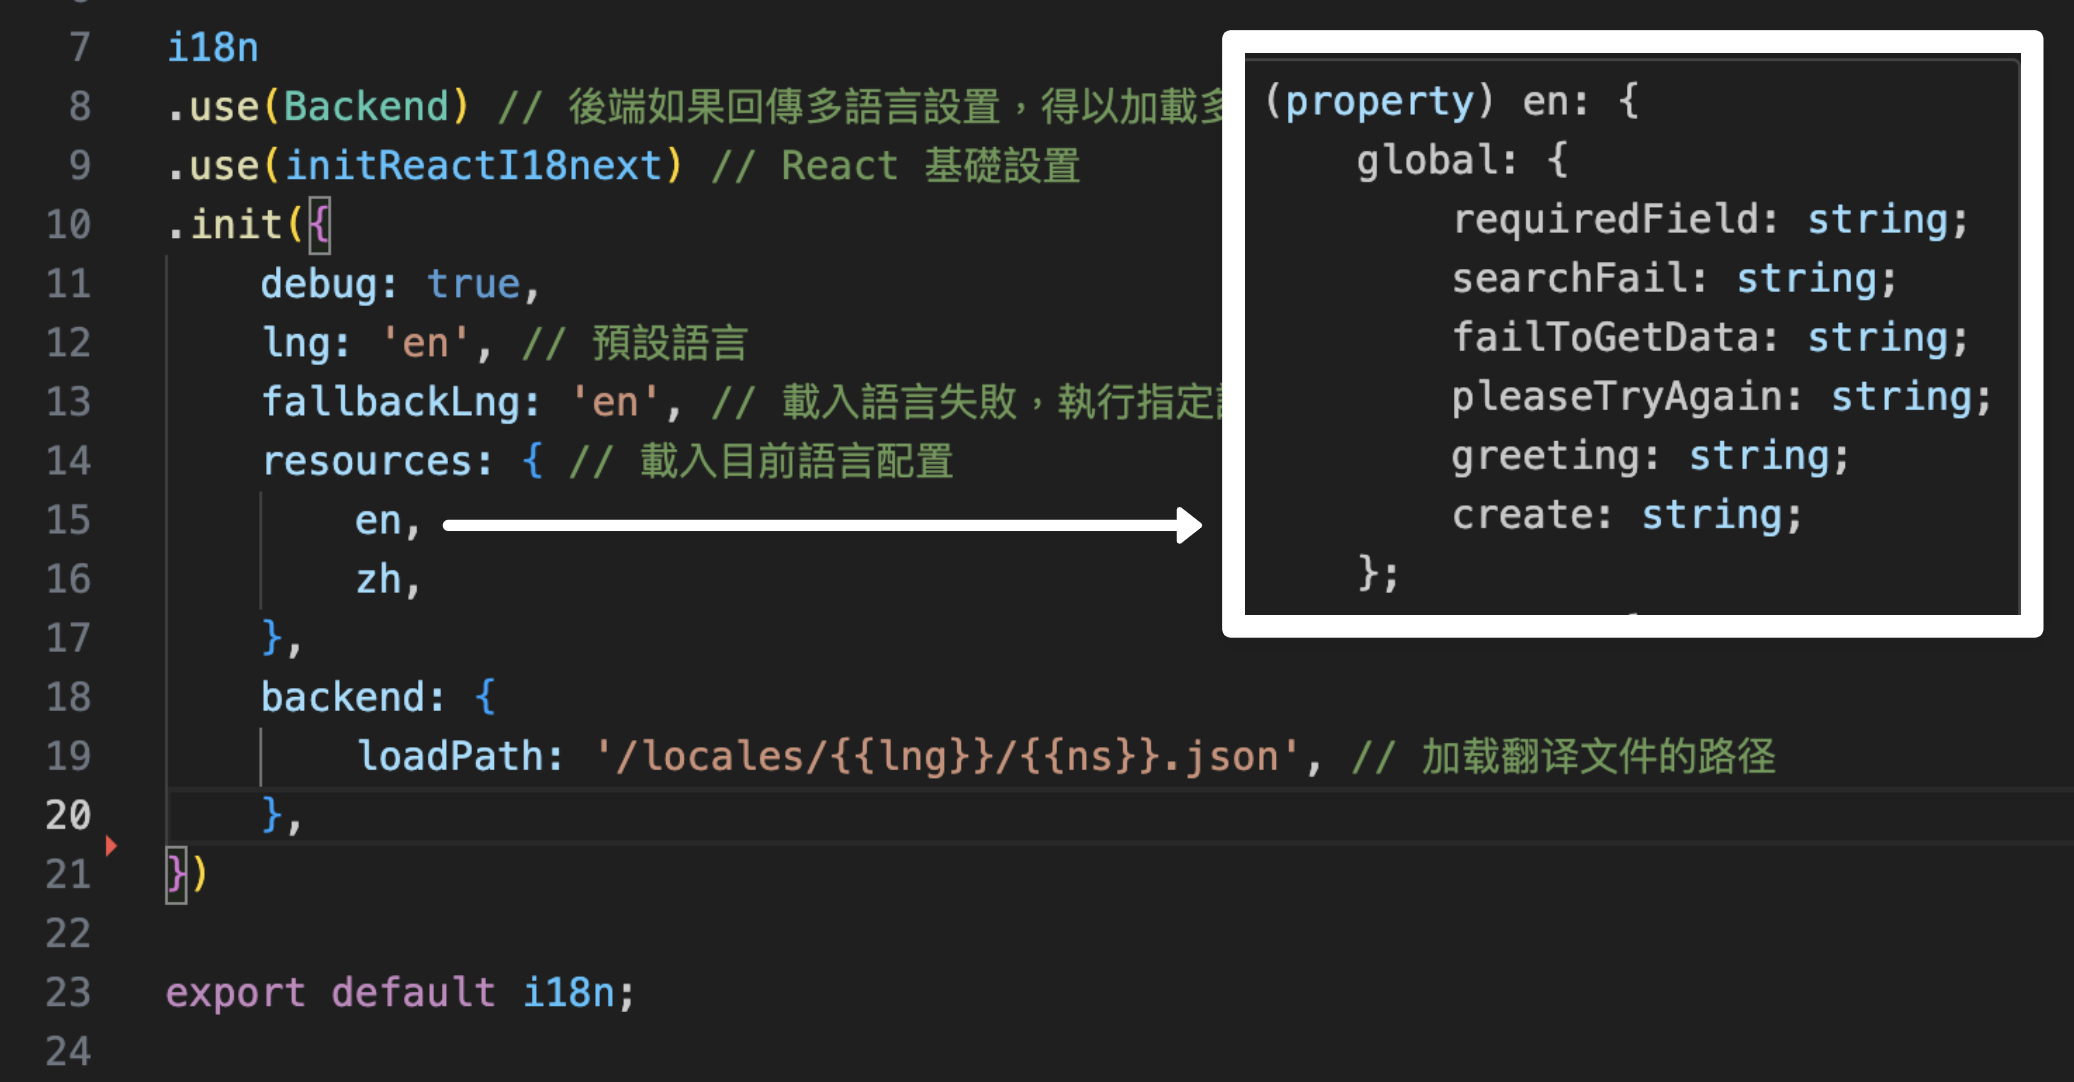 7 i18n
8 .use(Backend) // 後端如果回傳多語言設置，得以加載多
9 .use(initReactI18next) // React 基礎設置
10 .init({
11 debug: true,
12 lng: 'en', // 預設語言
13 fallbackLng: 'en', // 載入語言失敗，執行指定
14 resources: { // 載入目前語言配置
15 en,
16 zh,
17 },
18 backend: {
19 loadPath: '/locales/{{lng}}/{{ns}}.json', // 加载翻译文件的路径
20 },
21 })
22
23 export default i18n;
24
(property) en: {
global: {
requiredField: string;
searchFail: string;
failToGetData: string;
pleaseTryAgain: string;
greeting: string;
create: string;
};